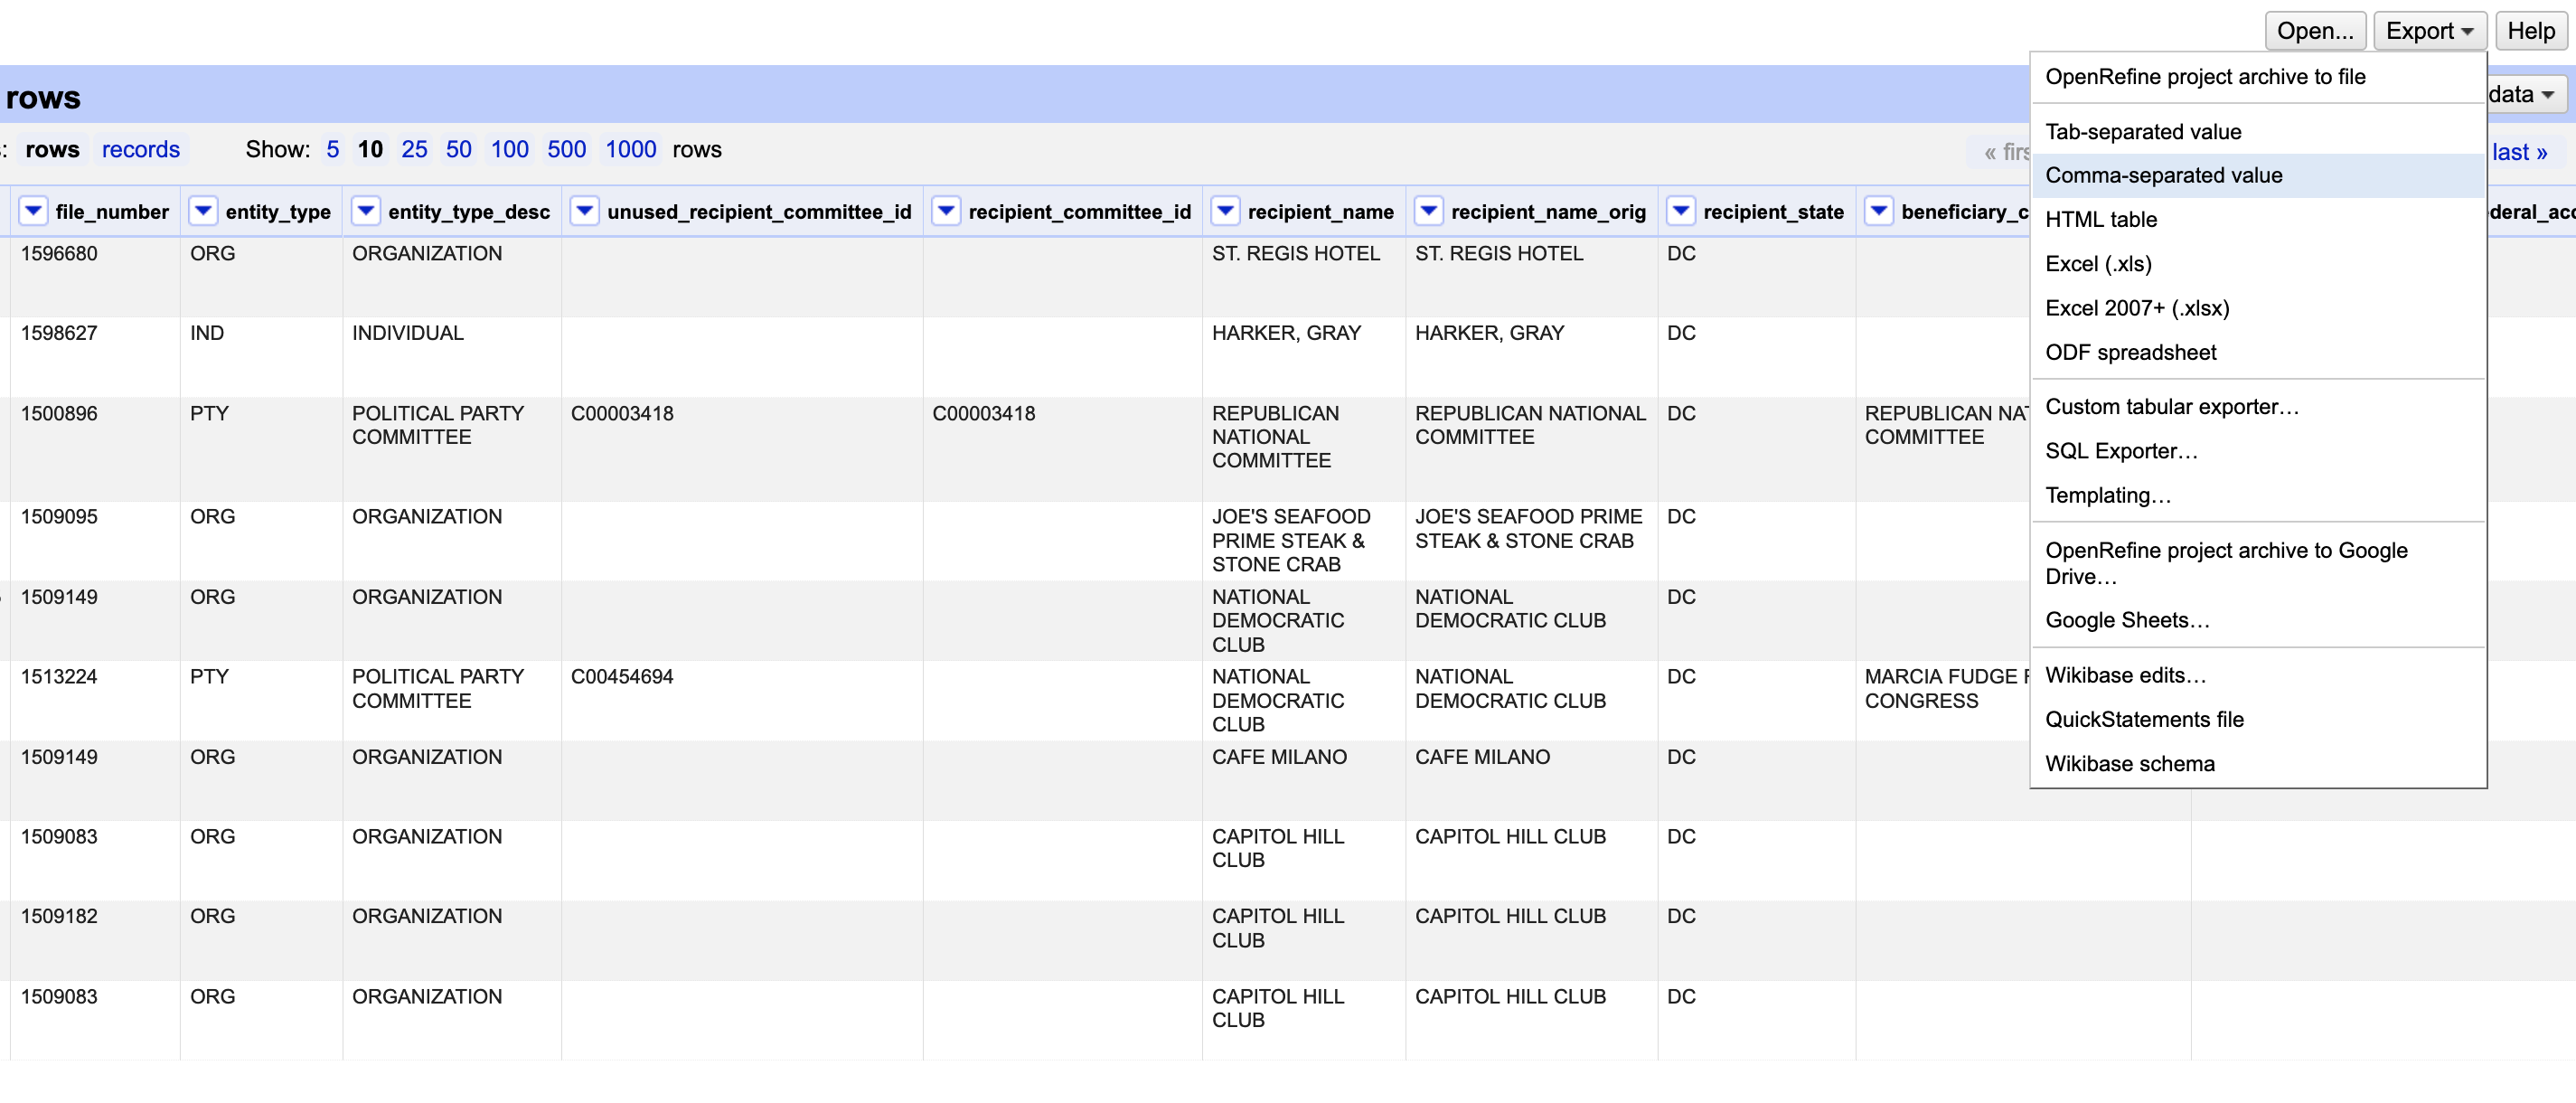 Open... Export Help
rows
data
: rows records Show: 5 10 25 50 100 500 1000 rows « firs last »
file_number entity_type entity_type_desc unused_recipient_committee_id recipient_committee_id recipient_name recipient_name_orig recipient_state beneficiary_c ederal_acc
1596680 ORG ORGANIZATION ST. REGIS HOTEL ST. REGIS HOTEL DC
1598627 IND INDIVIDUAL HARKER, GRAY HARKER, GRAY DC
1500896 PTY POLITICAL PARTY C00003418 C00003418 REPUBLICAN REPUBLICAN NATIONAL DC REPUBLICAN NAT
COMMITTEE NATIONAL COMMITTEE COMMITTEE
COMMITTEE
1509095 ORG ORGANIZATION JOE'S SEAFOOD JOE'S SEAFOOD PRIME DC
PRIME STEAK & STEAK & STONE CRAB
STONE CRAB
1509149 ORG ORGANIZATION NATIONAL NATIONAL DC
DEMOCRATIC DEMOCRATIC CLUB
CLUB
1513224 PTY POLITICAL PARTY C00454694 NATIONAL NATIONAL DC MARCIA FUDGE F
COMMITTEE DEMOCRATIC DEMOCRATIC CLUB CONGRESS
CLUB
1509149 ORG ORGANIZATION CAFE MILANO CAFE MILANO DC
1509083 ORG ORGANIZATION CAPITOL HILL CAPITOL HILL CLUB DC
CLUB
1509182 ORG ORGANIZATION CAPITOL HILL CAPITOL HILL CLUB DC
CLUB
1509083 ORG ORGANIZATION CAPITOL HILL CAPITOL HILL CLUB DC
CLUB
OpenRefine project archive to file
Tab-separated value
Comma-separated value
HTML table
Excel (.xls)
Excel 2007+ (.xlsx)
ODF spreadsheet
Custom tabular exporter…
SQL Exporter…
Templating…
OpenRefine project archive to Google
Drive…
Google Sheets…
Wikibase edits…
QuickStatements file
Wikibase schema